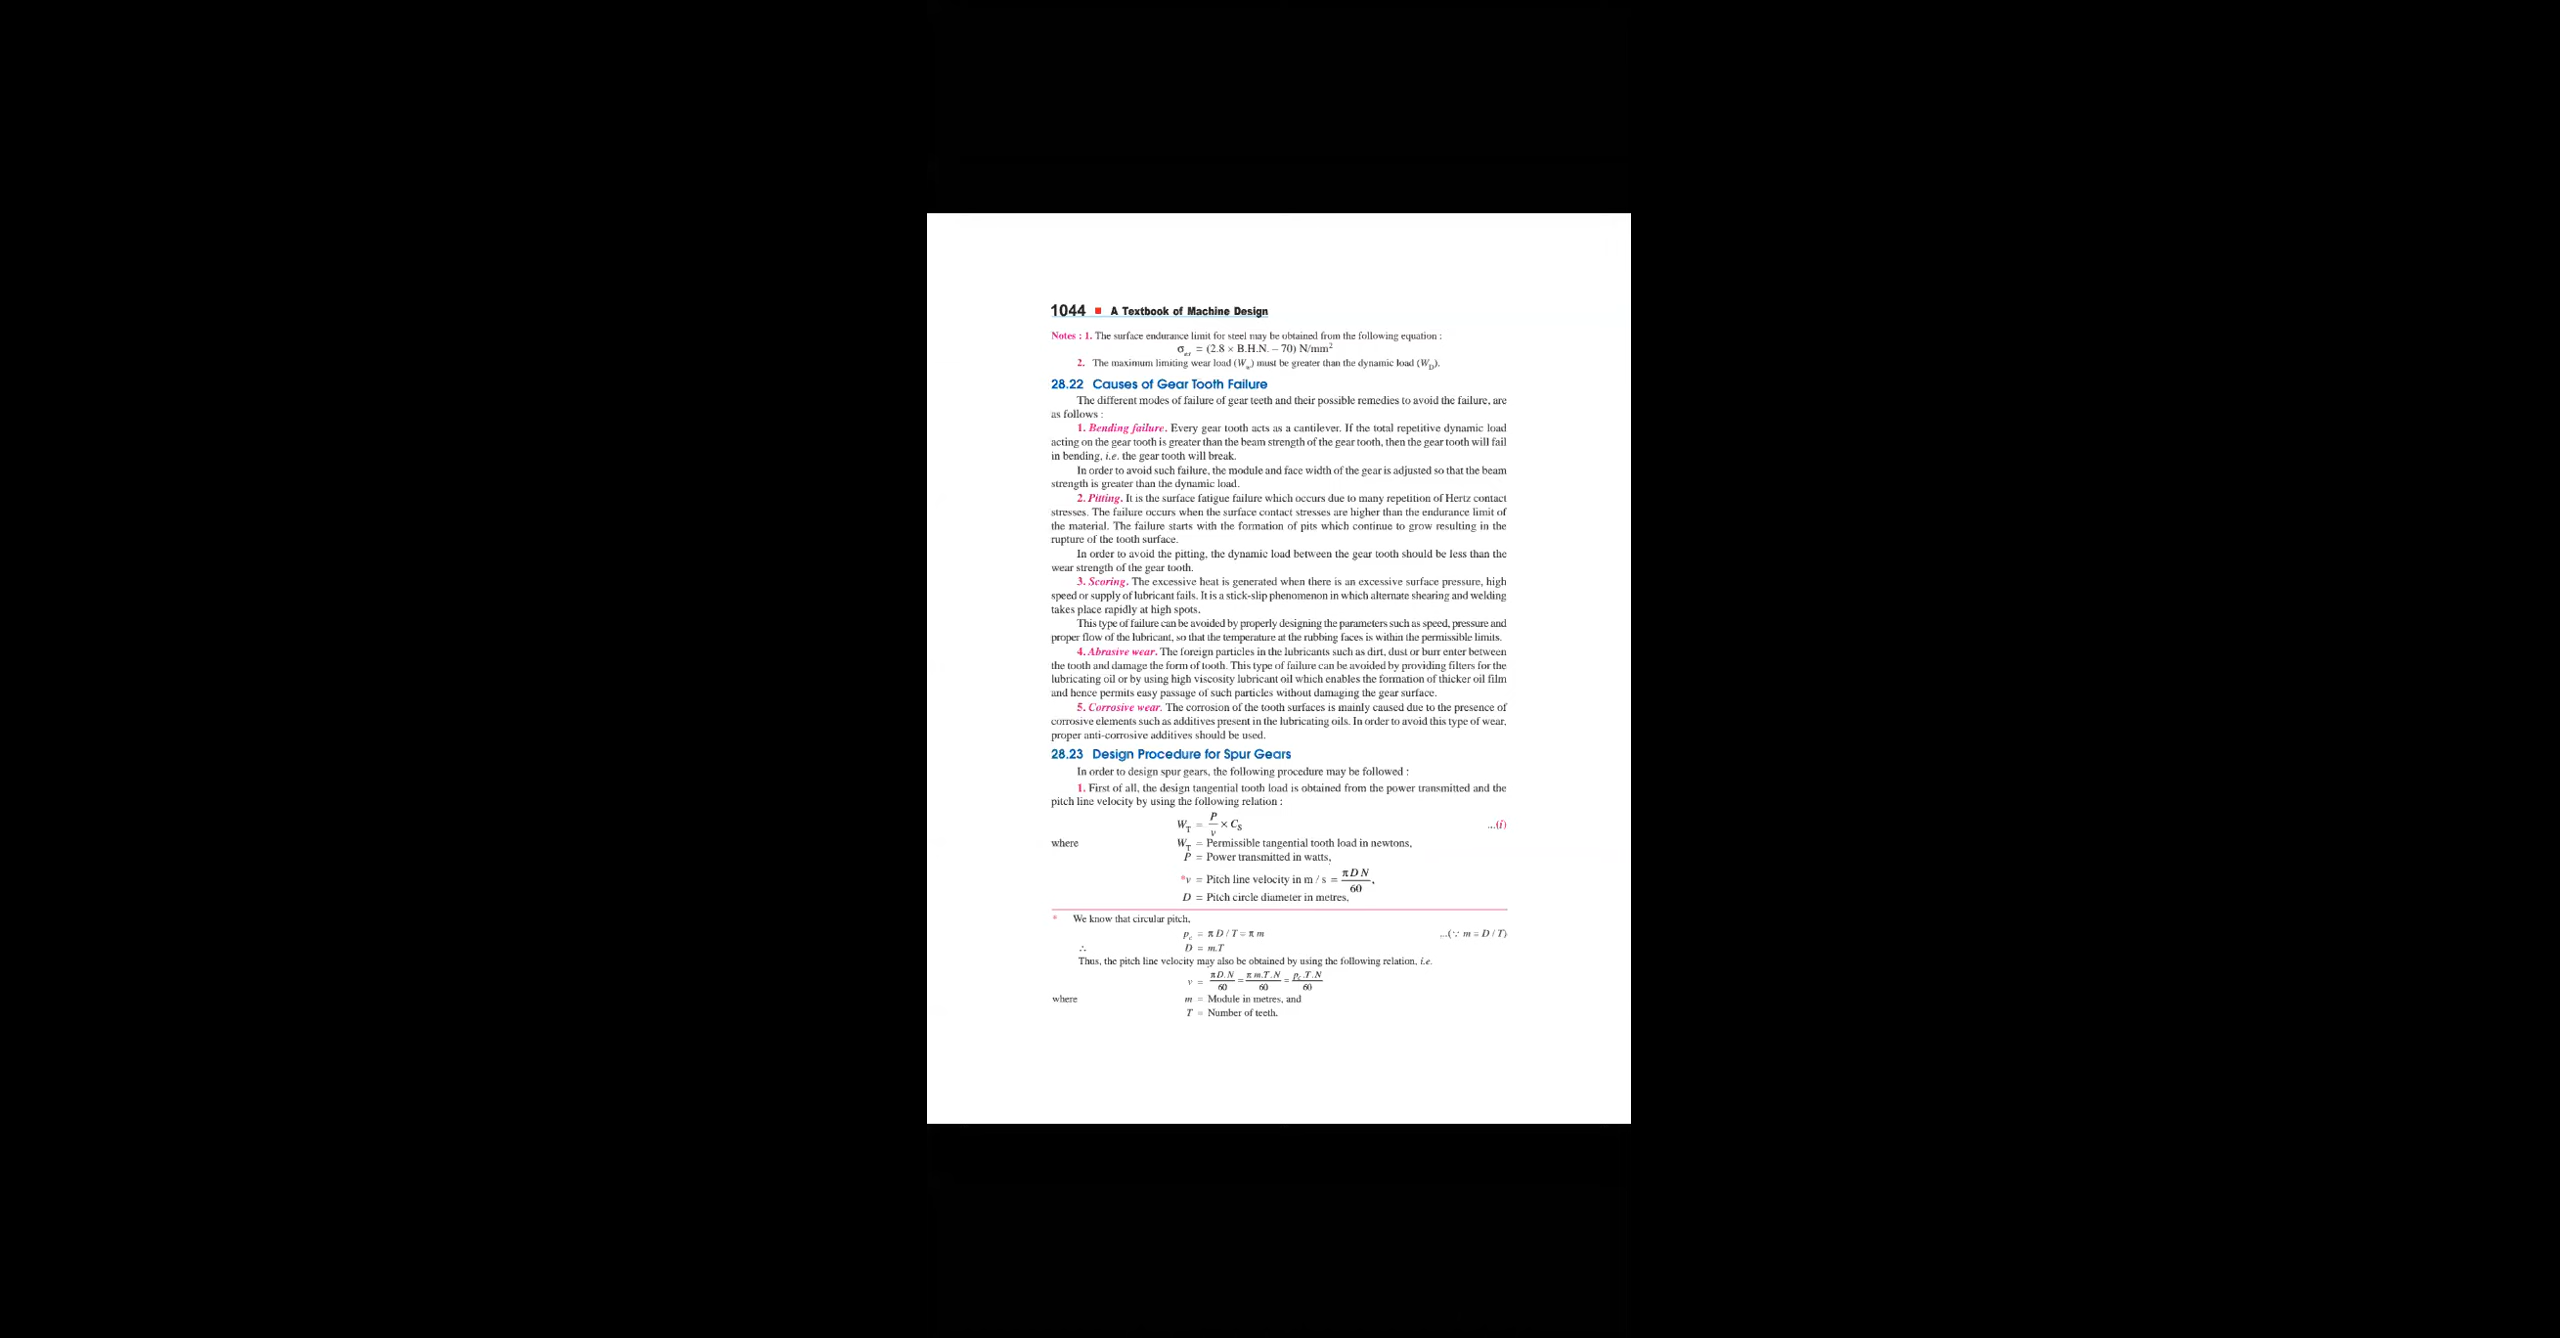 1044 ■ A Textbook of Machine Design
Notes : 1. The surface endurance limit for steel may be obtained from the following equation :
σes = (2.8 × B.H.N. – 70) N/mm²
2. The maximum limiting wear load (Ww) must be greater than the dynamic load (WD).
28.22 Causes of Gear Tooth Failure
The different modes of failure of gear teeth and their possible remedies to avoid the failure, are
as follows :
1. Bending failure. Every gear tooth acts as a cantilever. If the total repetitive dynamic load
acting on the gear tooth is greater than the beam strength of the gear tooth, then the gear tooth will fail
in bending, i.e. the gear tooth will break.
In order to avoid such failure, the module and face width of the gear is adjusted so that the beam
strength is greater than the dynamic load.
2. Pitting. It is the surface fatigue failure which occurs due to many repetition of Hertz contact
stresses. The failure occurs when the surface contact stresses are higher than the endurance limit of
the material. The failure starts with the formation of pits which continue to grow resulting in the
rupture of the tooth surface.
In order to avoid the pitting, the dynamic load between the gear tooth should be less than the
wear strength of the gear tooth.
3. Scoring. The excessive heat is generated when there is an excessive surface pressure, high
speed or supply of lubricant fails. It is a stick-slip phenomenon in which alternate shearing and welding
takes place rapidly at high spots.
This type of failure can be avoided by properly designing the parameters such as speed, pressure and
proper flow of the lubricant, so that the temperature at the rubbing faces is within the permissible limits.
4. Abrasive wear. The foreign particles in the lubricants such as dirt, dust or burr enter between
the tooth and damage the form of tooth. This type of failure can be avoided by providing filters for the
lubricating oil or by using high viscosity lubricant oil which enables the formation of thicker oil film
and hence permits easy passage of such particles without damaging the gear surface.
5. Corrosive wear. The corrosion of the tooth surfaces is mainly caused due to the presence of
corrosive elements such as additives present in the lubricating oils. In order to avoid this type of wear,
proper anti-corrosive additives should be used.
28.23 Design Procedure for Spur Gears
In order to design spur gears, the following procedure may be followed :
1. First of all, the design tangential tooth load is obtained from the power transmitted and the
pitch line velocity by using the following relation :
WT = P/v × CS ...(i)
where WT = Permissible tangential tooth load in newtons,
P = Power transmitted in watts,
*v = Pitch line velocity in m / s = π D N/60,
D = Pitch circle diameter in metres,
* We know that circular pitch,
pc = π D / T = π m ...(∵ m = D / T)
∴ D = m.T
Thus, the pitch line velocity may also be obtained by using the following relation, i.e.
v = πD.N/60 = π m.T.N/60 = pc.T.N/60
where m = Module in metres, and
T = Number of teeth.